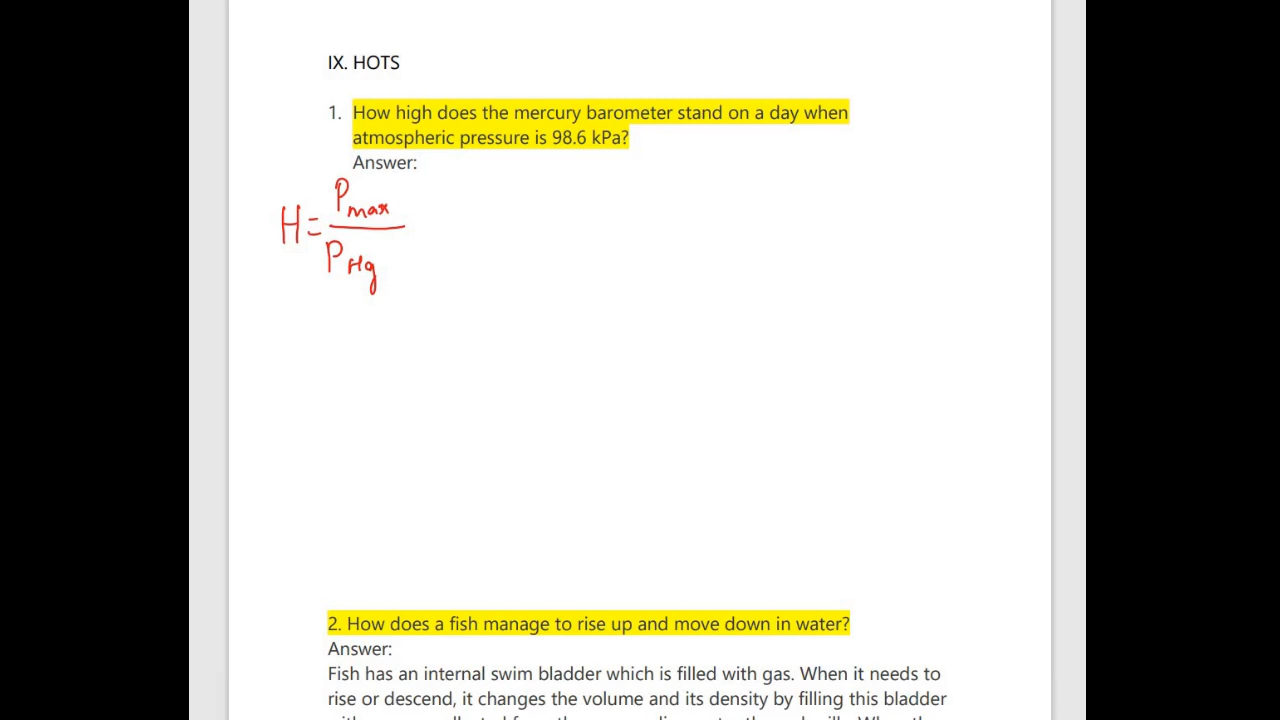 IX. HOTS
1. How high does the mercury barometer stand on a day when
atmospheric pressure is 98.6 kPa?
Answer:
H = P max
P Hg
2. How does a fish manage to rise up and move down in water?
Answer:
Fish has an internal swim bladder which is filled with gas. When it needs to
rise or descend, it changes the volume and its density by filling this bladder